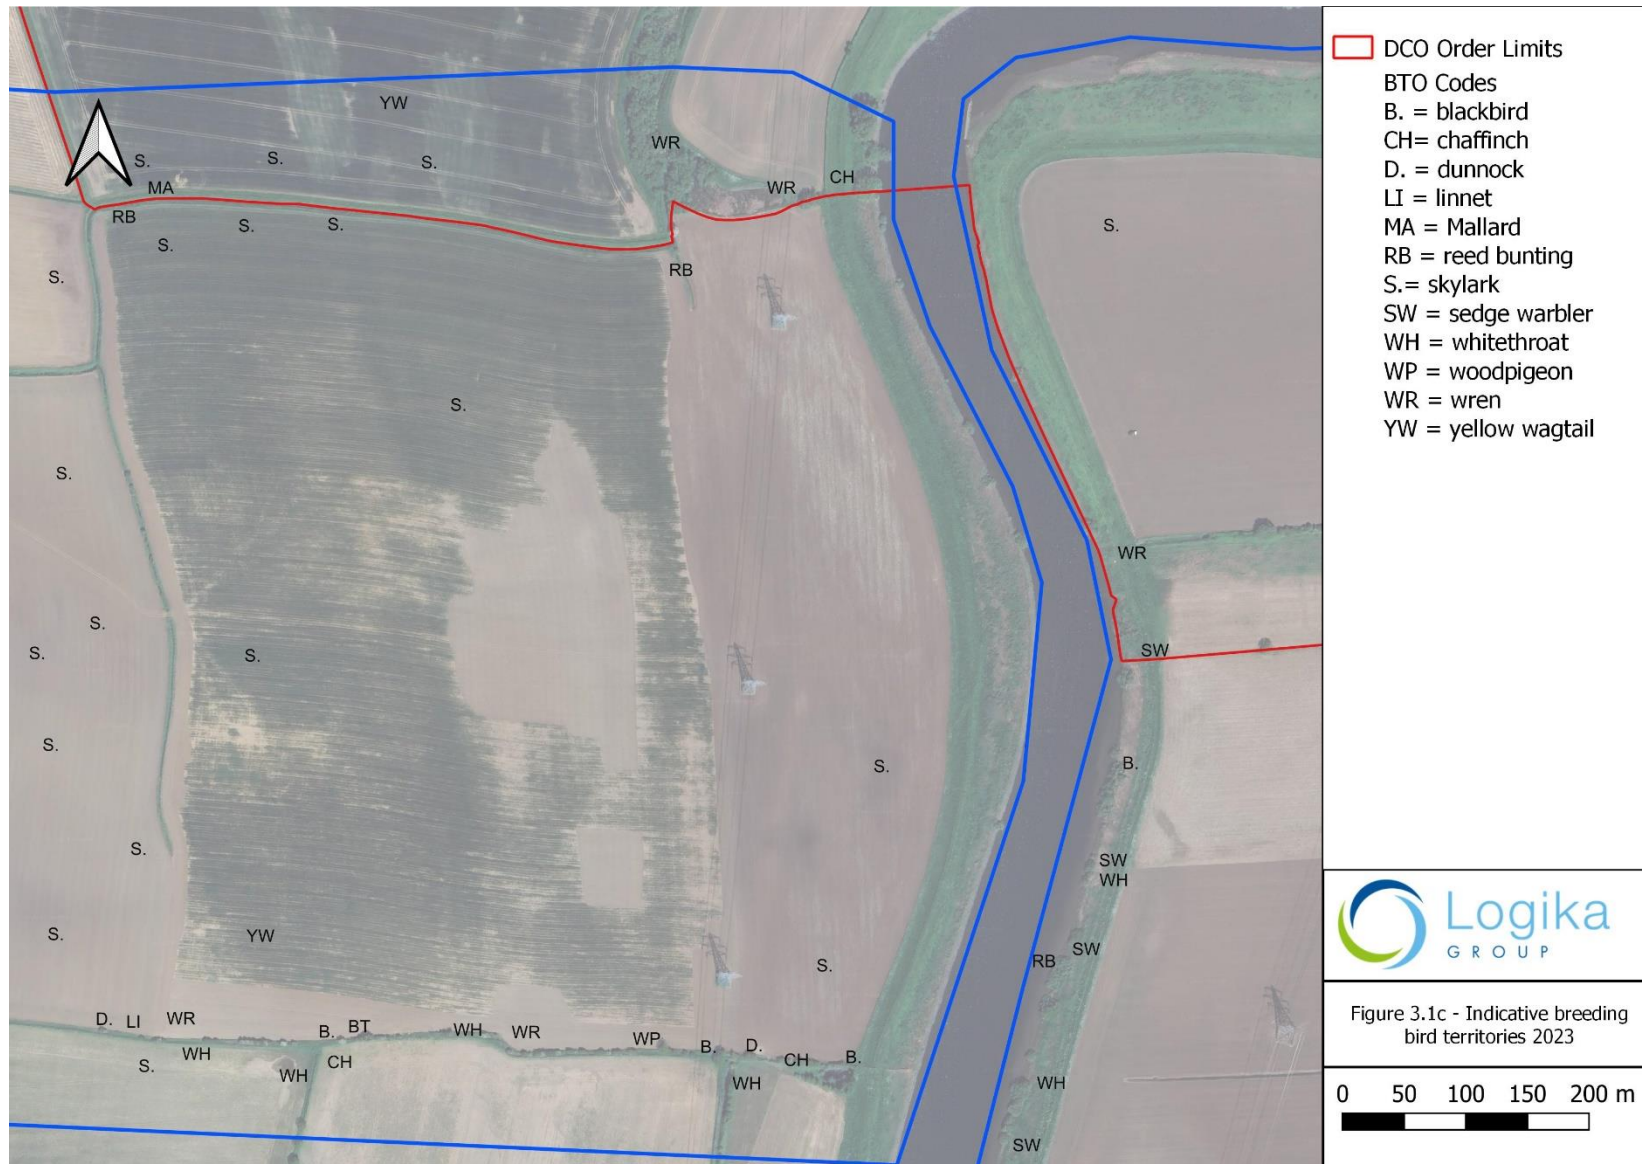 YW
WR
S.
S.
S.
MA
WR
CH
RB
S.
S.
S.
S.
S.
RB
S.
S.
WR
S.
S.
S.
SW
S.
B.
S.
S.
SW
WH
S.
YW
SW
RB
S.
D.
LI
WR
B.
BT
WH
WR
WP
B.
D.
CH
B.
WH
S.
WH
CH
WH
WH
SW
DCO Order Limits
BTO Codes
B. = blackbird
CH= chaffinch
D. = dunnock
LI = linnet
MA = Mallard
RB = reed bunting
S.= skylark
SW = sedge warbler
WH = whitethroat
WP = woodpigeon
WR = wren
YW = yellow wagtail
Logika
GROUP
Figure 3.1c - Indicative breeding
bird territories 2023
0 50 100 150 200 m